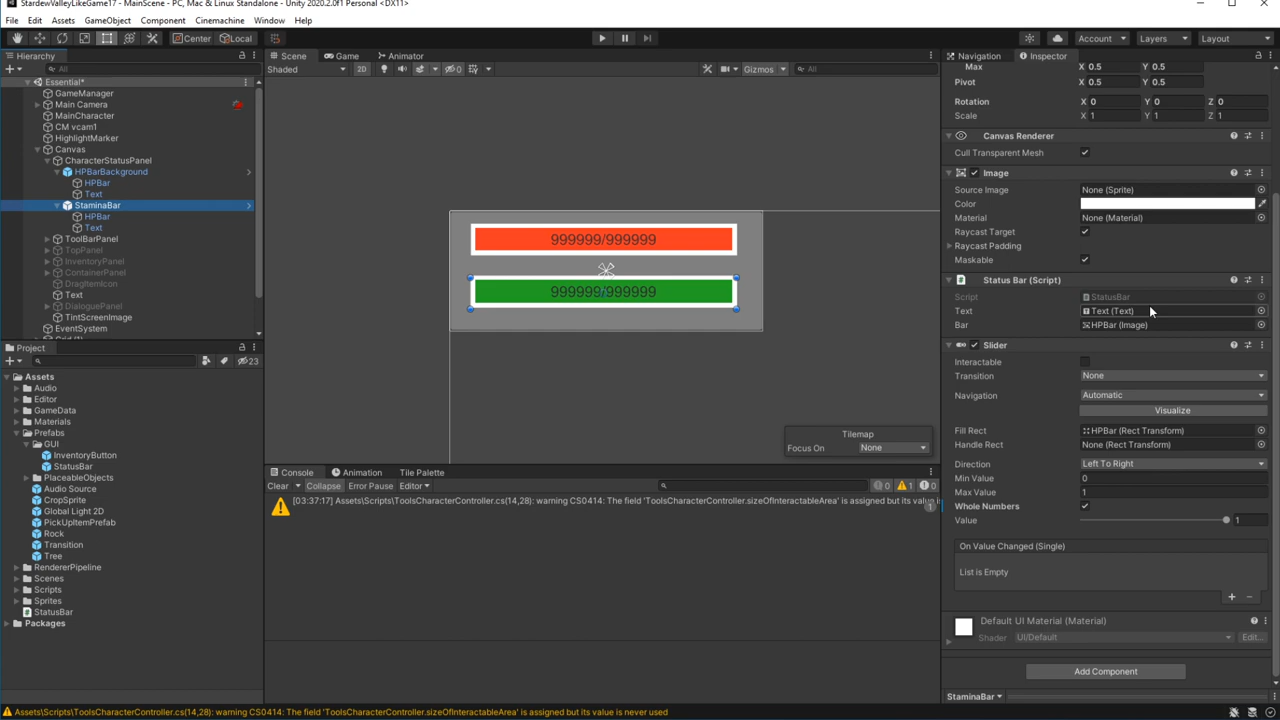 StardewValleyLikeGame17 - MainScene - PC, Mac & Linux Standalone - Unity 2020.2.0f1 Personal <DX11>
File Edit Assets GameObject Component Cinemachine Window Help
Center Local Account Layers Layout
Hierarchy
All
Essential*
GameManager
Main Camera
MainCharacter
CM vcam1
HighlightMarker
Canvas
CharacterStatusPanel
HPBarBackground
HPBar
Text
StaminaBar
HPBar
Text
ToolBarPanel
TopPanel
InventoryPanel
ContainerPanel
DragItemIcon
Text
DialoguePanel
TintScreenImage
EventSystem
Project
23
Assets
Audio
Editor
GameData
Materials
Prefabs
GUI
InventoryButton
StatusBar
PlaceableObjects
Audio Source
CropSprite
Global Light 2D
PickUpItemPrefab
Rock
Transition
Tree
RendererPipeline
Scenes
Scripts
Sprites
StatusBar
Packages
Scene Game Animator
Shaded 2D 0 Gizmos All
999999/999999
999999/999999
Tilemap
Focus On None
Console Animation Tile Palette
Clear Collapse Error Pause Editor 0 1 0
[03:37:17] Assets\Scripts\ToolsCharacterController.cs(14,28): warning CS0414: The field 'ToolsCharacterController.sizeOfInteractableArea' is assigned but its value is
1
Navigation Inspector
Max X 0.5 Y 0.5
Pivot X 0.5 Y 0.5
Rotation X 0 Y 0 Z 0
Scale X 1 Y 1 Z 1
Canvas Renderer
Cull Transparent Mesh
Image
Source Image None (Sprite)
Color
Material None (Material)
Raycast Target
Raycast Padding
Maskable
Status Bar (Script)
Script StatusBar
Text Text (Text)
Bar HPBar (Image)
Slider
Interactable
Transition None
Navigation Automatic
Visualize
Fill Rect HPBar (Rect Transform)
Handle Rect None (Rect Transform)
Direction Left To Right
Min Value 0
Max Value 1
Whole Numbers
Value 1
On Value Changed (Single)
List is Empty
Default UI Material (Material)
Shader UI/Default Edit...
Add Component
StaminaBar
Assets\Scripts\ToolsCharacterController.cs(14,28): warning CS0414: The field 'ToolsCharacterController.sizeOfInteractableArea' is assigned but its value is never used